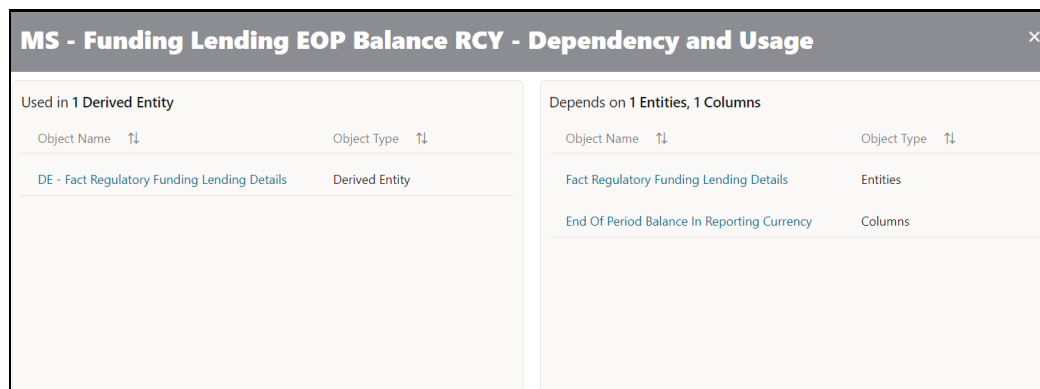 MS - Funding Lending EOP Balance RCY - Dependency and Usage
Used in 1 Derived Entity
Object Name Object Type
DE - Fact Regulatory Funding Lending Details Derived Entity
Depends on 1 Entities, 1 Columns
Object Name Object Type
Fact Regulatory Funding Lending Details Entities
End Of Period Balance In Reporting Currency Columns